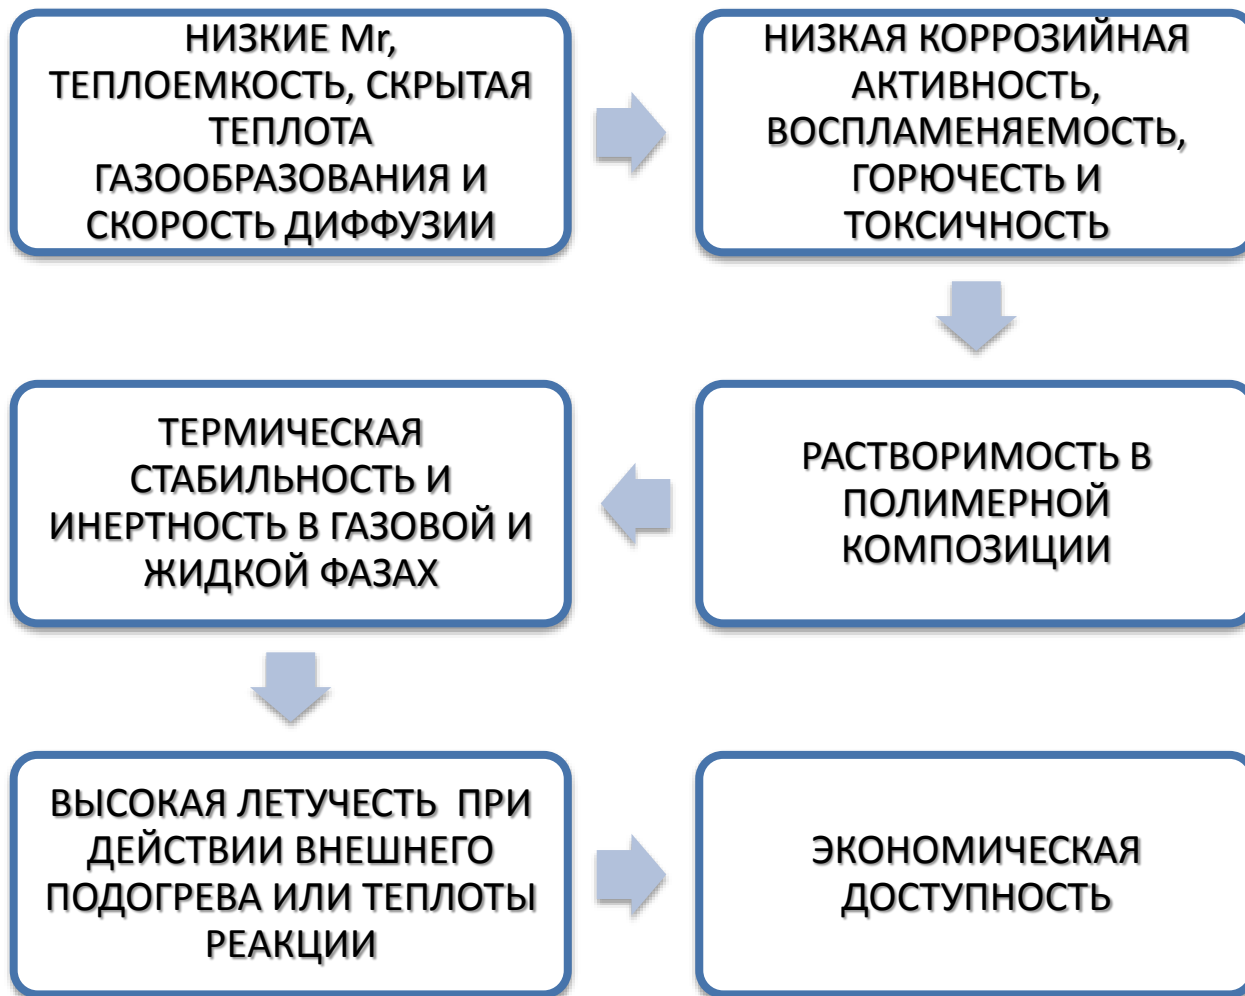 НИЗКИЕ Mr,
ТЕПЛОЕМКОСТЬ, СКРЫТАЯ
ТЕПЛОТА
ГАЗООБРАЗОВАНИЯ И
СКОРОСТЬ ДИФФУЗИИ
НИЗКАЯ КОРРОЗИЙНАЯ
АКТИВНОСТЬ,
ВОСПЛАМЕНЯЕМОСТЬ,
ГОРЮЧЕСТЬ И
ТОКСИЧНОСТЬ
РАСТВОРИМОСТЬ В
ПОЛИМЕРНОЙ
КОМПОЗИЦИИ
ТЕРМИЧЕСКАЯ
СТАБИЛЬНОСТЬ И
ИНЕРТНОСТЬ В ГАЗОВОЙ И
ЖИДКОЙ ФАЗАХ
ВЫСОКАЯ ЛЕТУЧЕСТЬ ПРИ
ДЕЙСТВИИ ВНЕШНЕГО
ПОДОГРЕВА ИЛИ ТЕПЛОТЫ
РЕАКЦИИ
ЭКОНОМИЧЕСКАЯ
ДОСТУПНОСТЬ